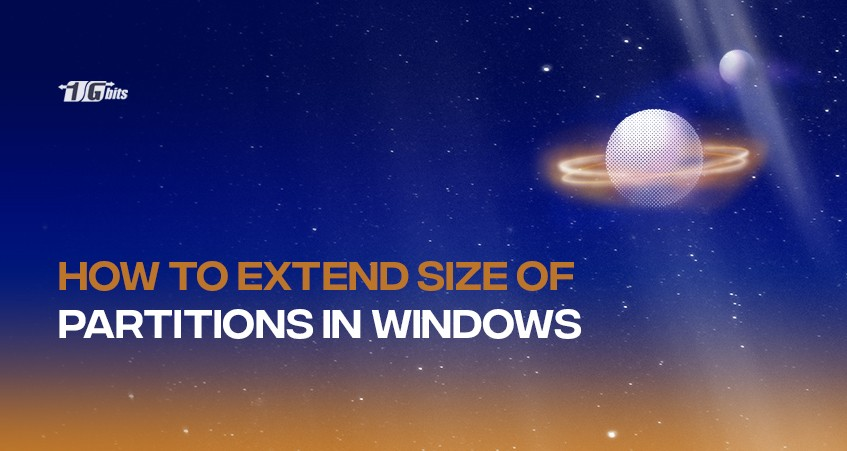 1Gbits
HOW TO EXTEND SIZE OF
PARTITIONS IN WINDOWS